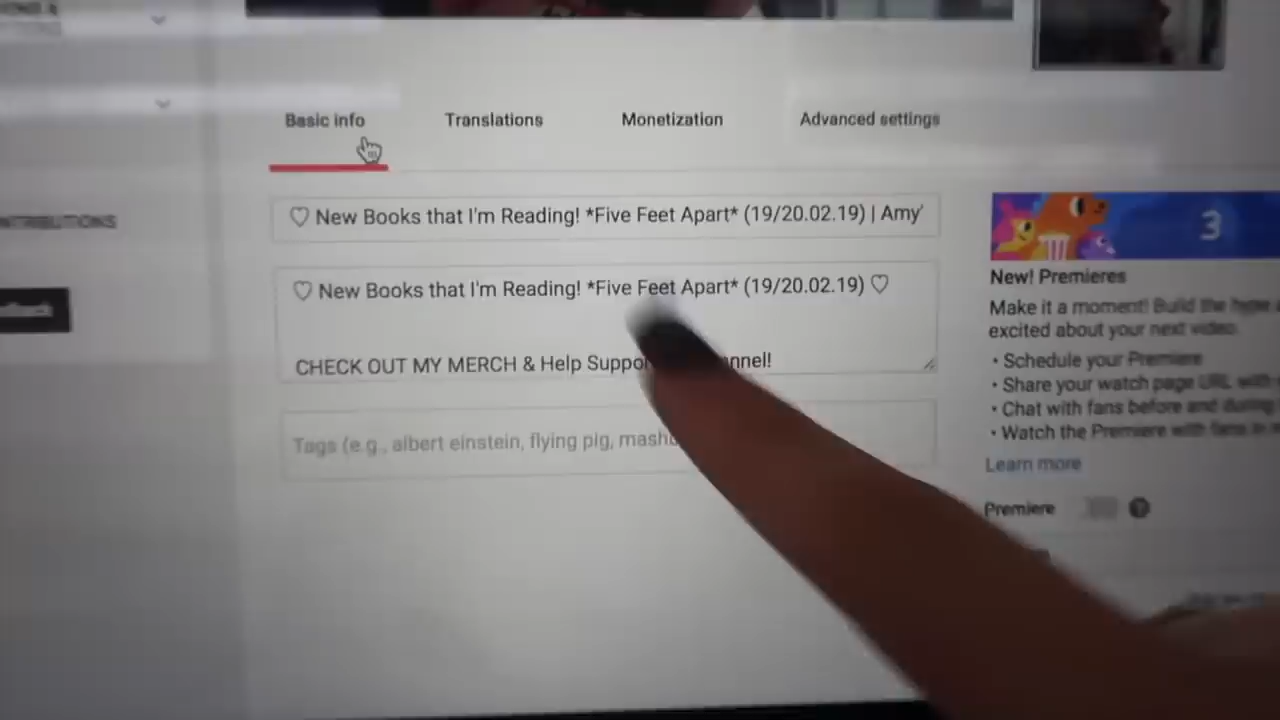 Basic info
Translations
Monetization
Advanced settings
♡ New Books that I'm Reading! *Five Feet Apart* (19/20.02.19) | Amy'
♡ New Books that I'm Reading! *Five Feet Apart* (19/20.02.19) ♡
CHECK OUT MY MERCH & Help Suppo nnel!
Tags (e.g., albert einstein, flying pig, mashu
NTRIBUTIONS
3
New! Premieres
Make it a moment! Build the hype
excited about your next video.
• Schedule your Premiere
• Share your watch page URL with
• Chat with fans before and during
• Watch the Premiere with fans in
Learn more
Premiere ?